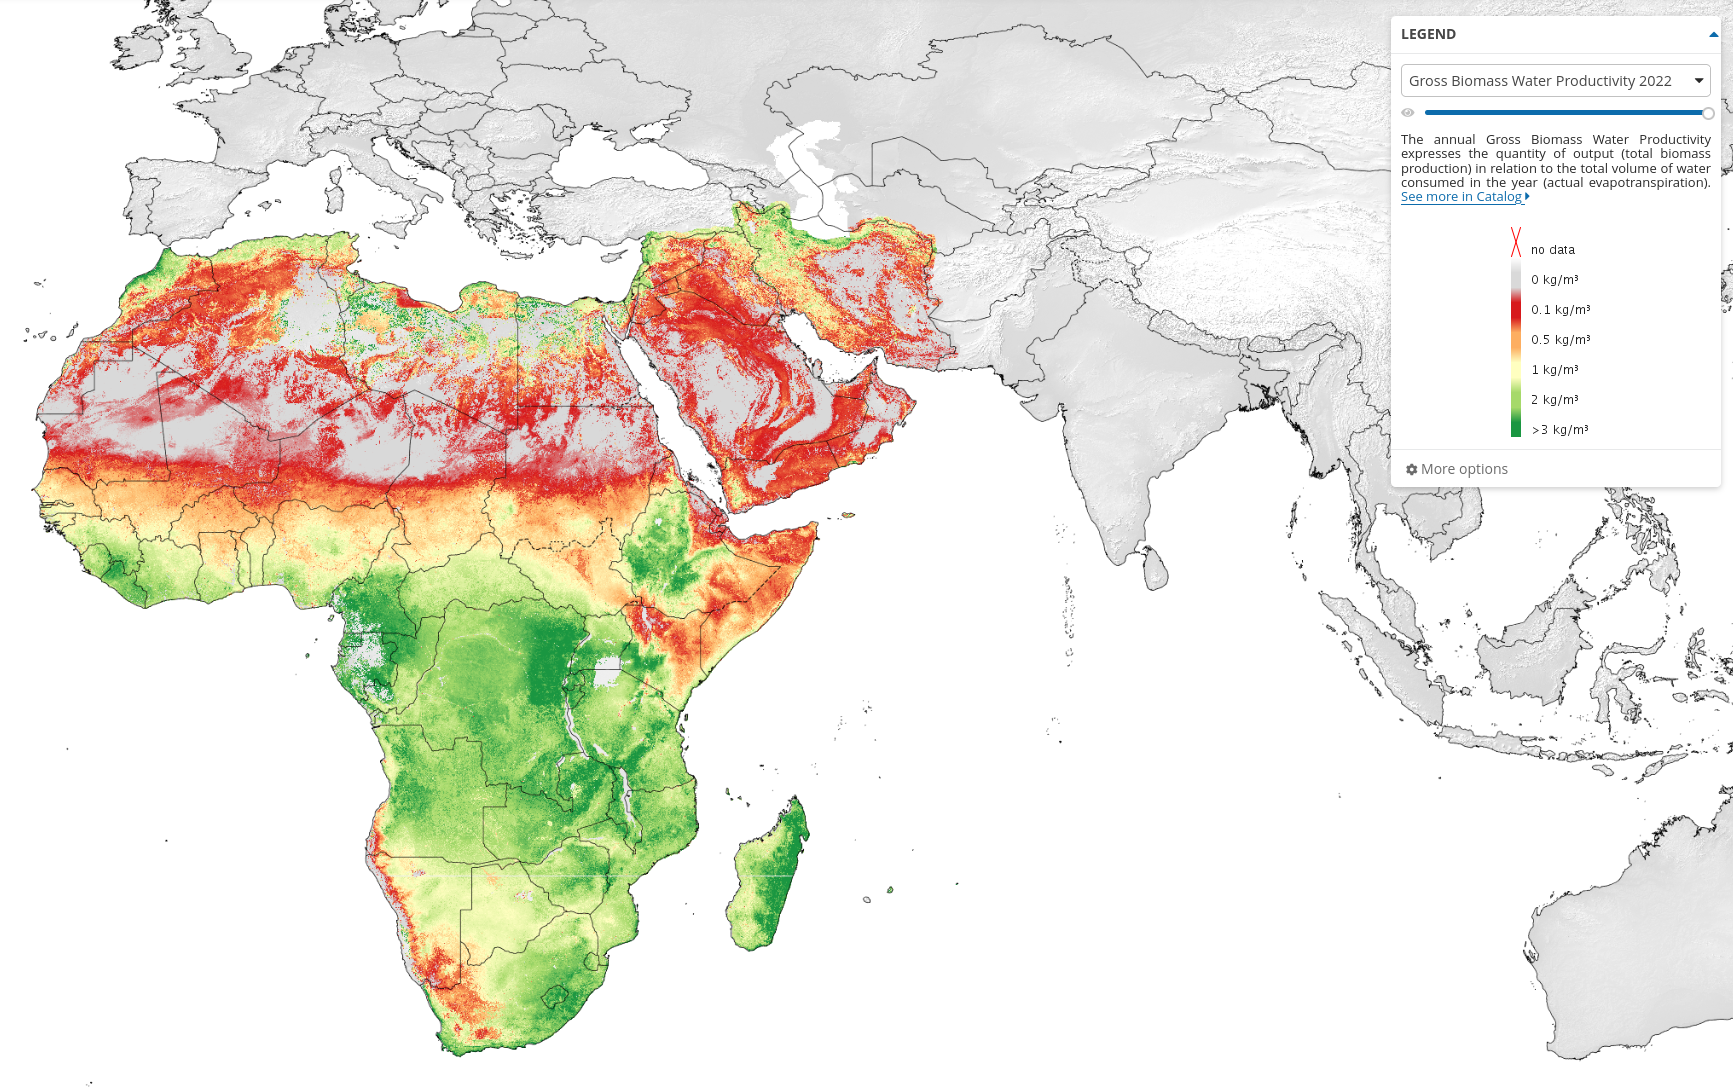 LEGEND
Gross Biomass Water Productivity 2022
The annual Gross Biomass Water Productivity
expresses the quantity of output (total biomass
production) in relation to the total volume of water
consumed in the year (actual evapotranspiration).
See more in Catalog
no data
0 kg/m³
0.1 kg/m³
0.5 kg/m³
1 kg/m³
2 kg/m³
>3 kg/m³
More options